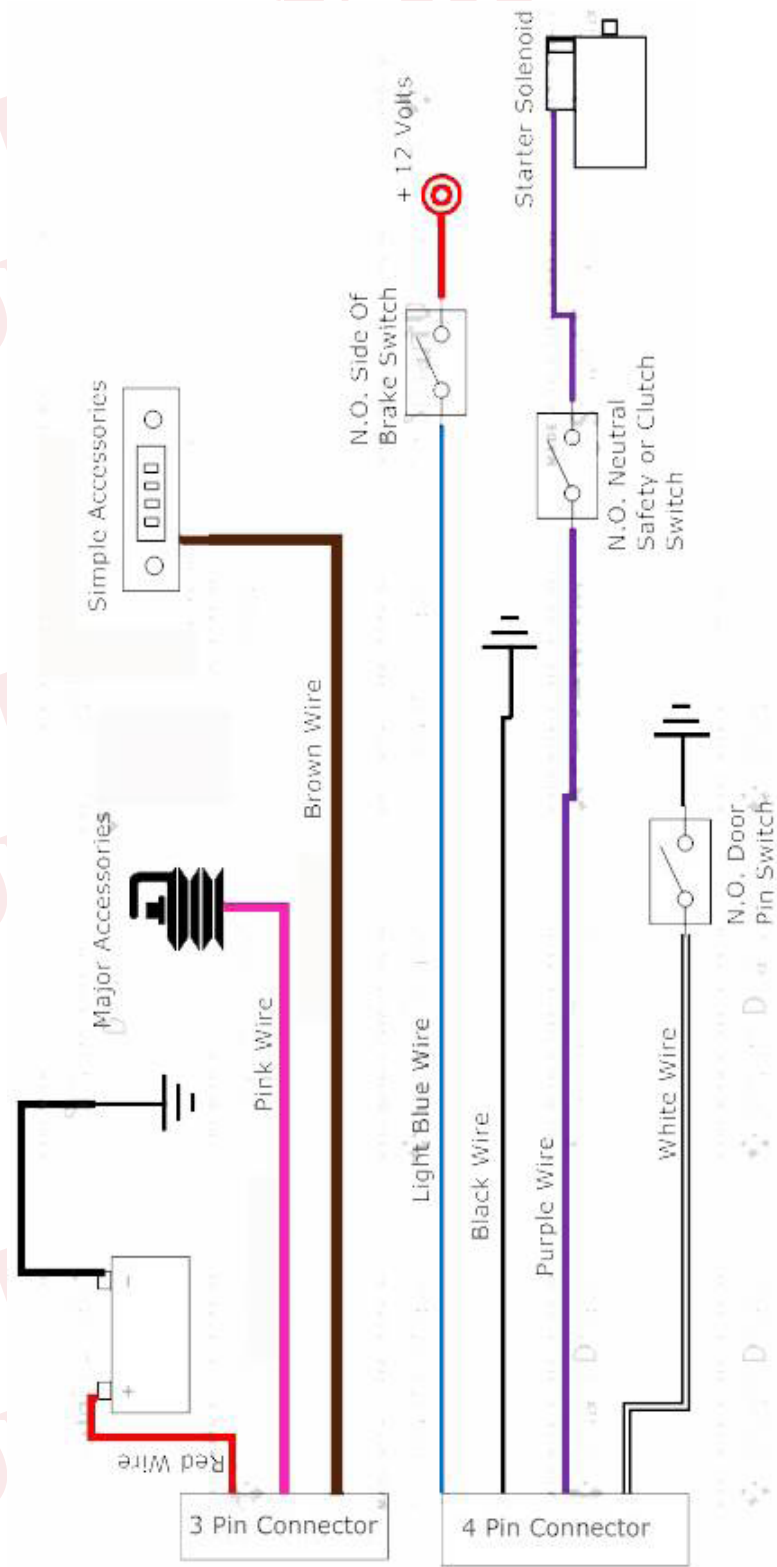 Simple Accessories
+ 12 Volts
Starter Solenoid
N.O. Side Of
Brake Switch
N.O. Neutral
Safety or Clutch
Switch
Major Accessories
Brown Wire
Pink Wire
N.O. Door
Pin Switch
Light Blue Wire
Black Wire
Purple Wire
White Wire
+
-
Red Wire
3 Pin Connector
4 Pin Connector